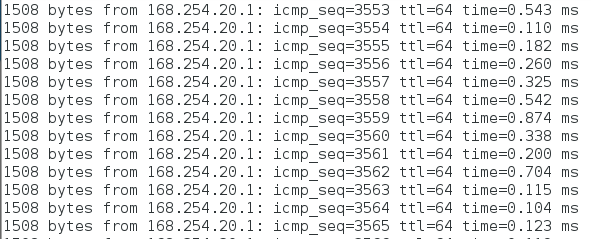 1508 bytes from 168.254.20.1: icmp_seq=3553 ttl=64 time=0.543 ms
1508 bytes from 168.254.20.1: icmp_seq=3554 ttl=64 time=0.110 ms
1508 bytes from 168.254.20.1: icmp_seq=3555 ttl=64 time=0.182 ms
1508 bytes from 168.254.20.1: icmp_seq=3556 ttl=64 time=0.260 ms
1508 bytes from 168.254.20.1: icmp_seq=3557 ttl=64 time=0.325 ms
1508 bytes from 168.254.20.1: icmp_seq=3558 ttl=64 time=0.542 ms
1508 bytes from 168.254.20.1: icmp_seq=3559 ttl=64 time=0.874 ms
1508 bytes from 168.254.20.1: icmp_seq=3560 ttl=64 time=0.338 ms
1508 bytes from 168.254.20.1: icmp_seq=3561 ttl=64 time=0.200 ms
1508 bytes from 168.254.20.1: icmp_seq=3562 ttl=64 time=0.704 ms
1508 bytes from 168.254.20.1: icmp_seq=3563 ttl=64 time=0.115 ms
1508 bytes from 168.254.20.1: icmp_seq=3564 ttl=64 time=0.104 ms
1508 bytes from 168.254.20.1: icmp_seq=3565 ttl=64 time=0.123 ms